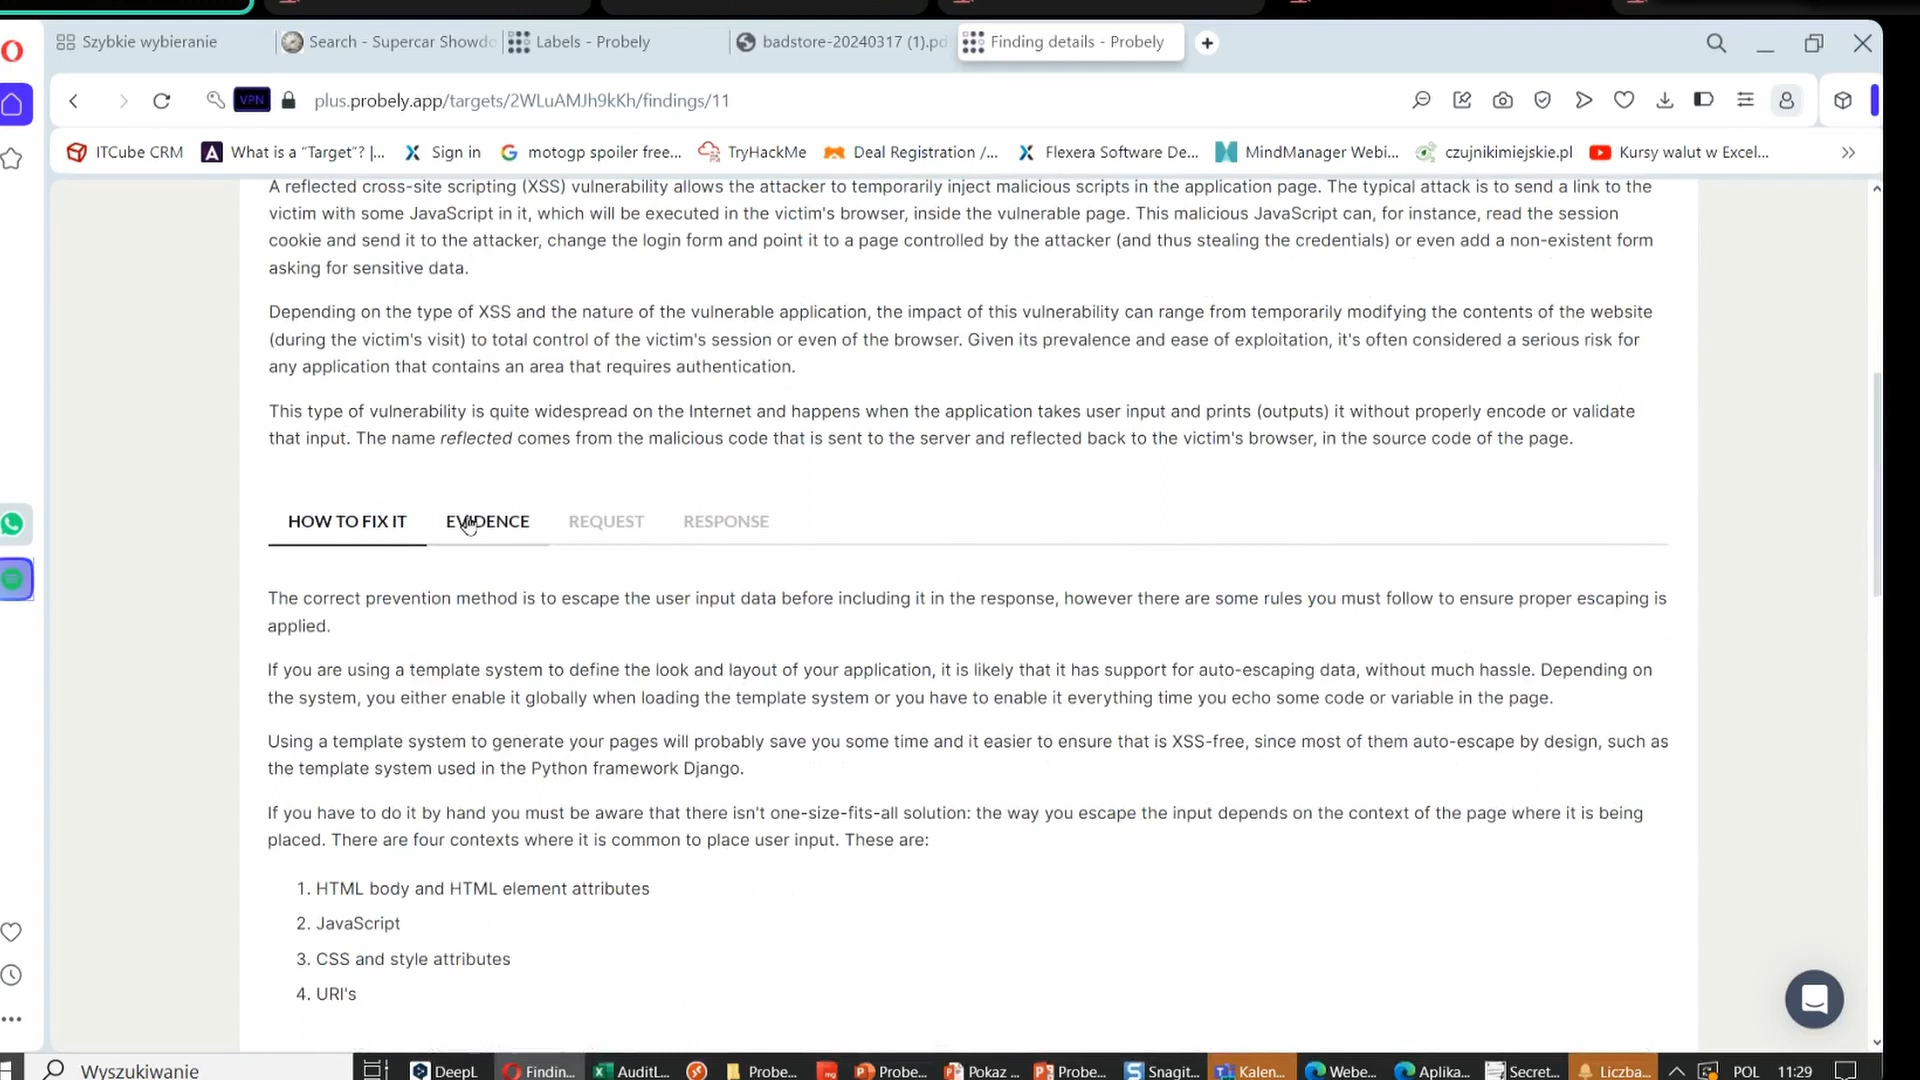 Szybkie wybieranie
Search - Supercar Showdo
Labels - Probely
badstore-20240317 (1).pd
Finding details - Probely
VPN
plus.probely.app/targets/2WLuAMJh9kKh/findings/11
ITCube CRM
What is a “Target”? |...
Sign in
motogp spoiler free...
TryHackMe
Deal Registration /...
Flexera Software De...
MindManager Webi...
czujnikimiejskie.pl
Kursy walut w Excel...
A reflected cross-site scripting (XSS) vulnerability allows the attacker to temporarily inject malicious scripts in the application page. The typical attack is to send a link to the
victim with some JavaScript in it, which will be executed in the victim's browser, inside the vulnerable page. This malicious JavaScript can, for instance, read the session
cookie and send it to the attacker, change the login form and point it to a page controlled by the attacker (and thus stealing the credentials) or even add a non-existent form
asking for sensitive data.
Depending on the type of XSS and the nature of the vulnerable application, the impact of this vulnerability can range from temporarily modifying the contents of the website
(during the victim's visit) to total control of the victim's session or even of the browser. Given its prevalence and ease of exploitation, it's often considered a serious risk for
any application that contains an area that requires authentication.
This type of vulnerability is quite widespread on the Internet and happens when the application takes user input and prints (outputs) it without properly encode or validate
that input. The name reflected comes from the malicious code that is sent to the server and reflected back to the victim's browser, in the source code of the page.
HOW TO FIX IT
EVIDENCE
REQUEST
RESPONSE
The correct prevention method is to escape the user input data before including it in the response, however there are some rules you must follow to ensure proper escaping is
applied.
If you are using a template system to define the look and layout of your application, it is likely that it has support for auto-escaping data, without much hassle. Depending on
the system, you either enable it globally when loading the template system or you have to enable it everything time you echo some code or variable in the page.
Using a template system to generate your pages will probably save you some time and it easier to ensure that is XSS-free, since most of them auto-escape by design, such as
the template system used in the Python framework Django.
If you have to do it by hand you must be aware that there isn't one-size-fits-all solution: the way you escape the input depends on the context of the page where it is being
placed. There are four contexts where it is common to place user input. These are:
1. HTML body and HTML element attributes
2. JavaScript
3. CSS and style attributes
4. URI's
Wyszukiwanie
DeepL
Findin...
AuditL...
Probe...
Probe...
Pokaz ...
Probe...
Snagit...
Kalen...
Webe...
Aplika...
Secret...
Liczba...
POL
11:29